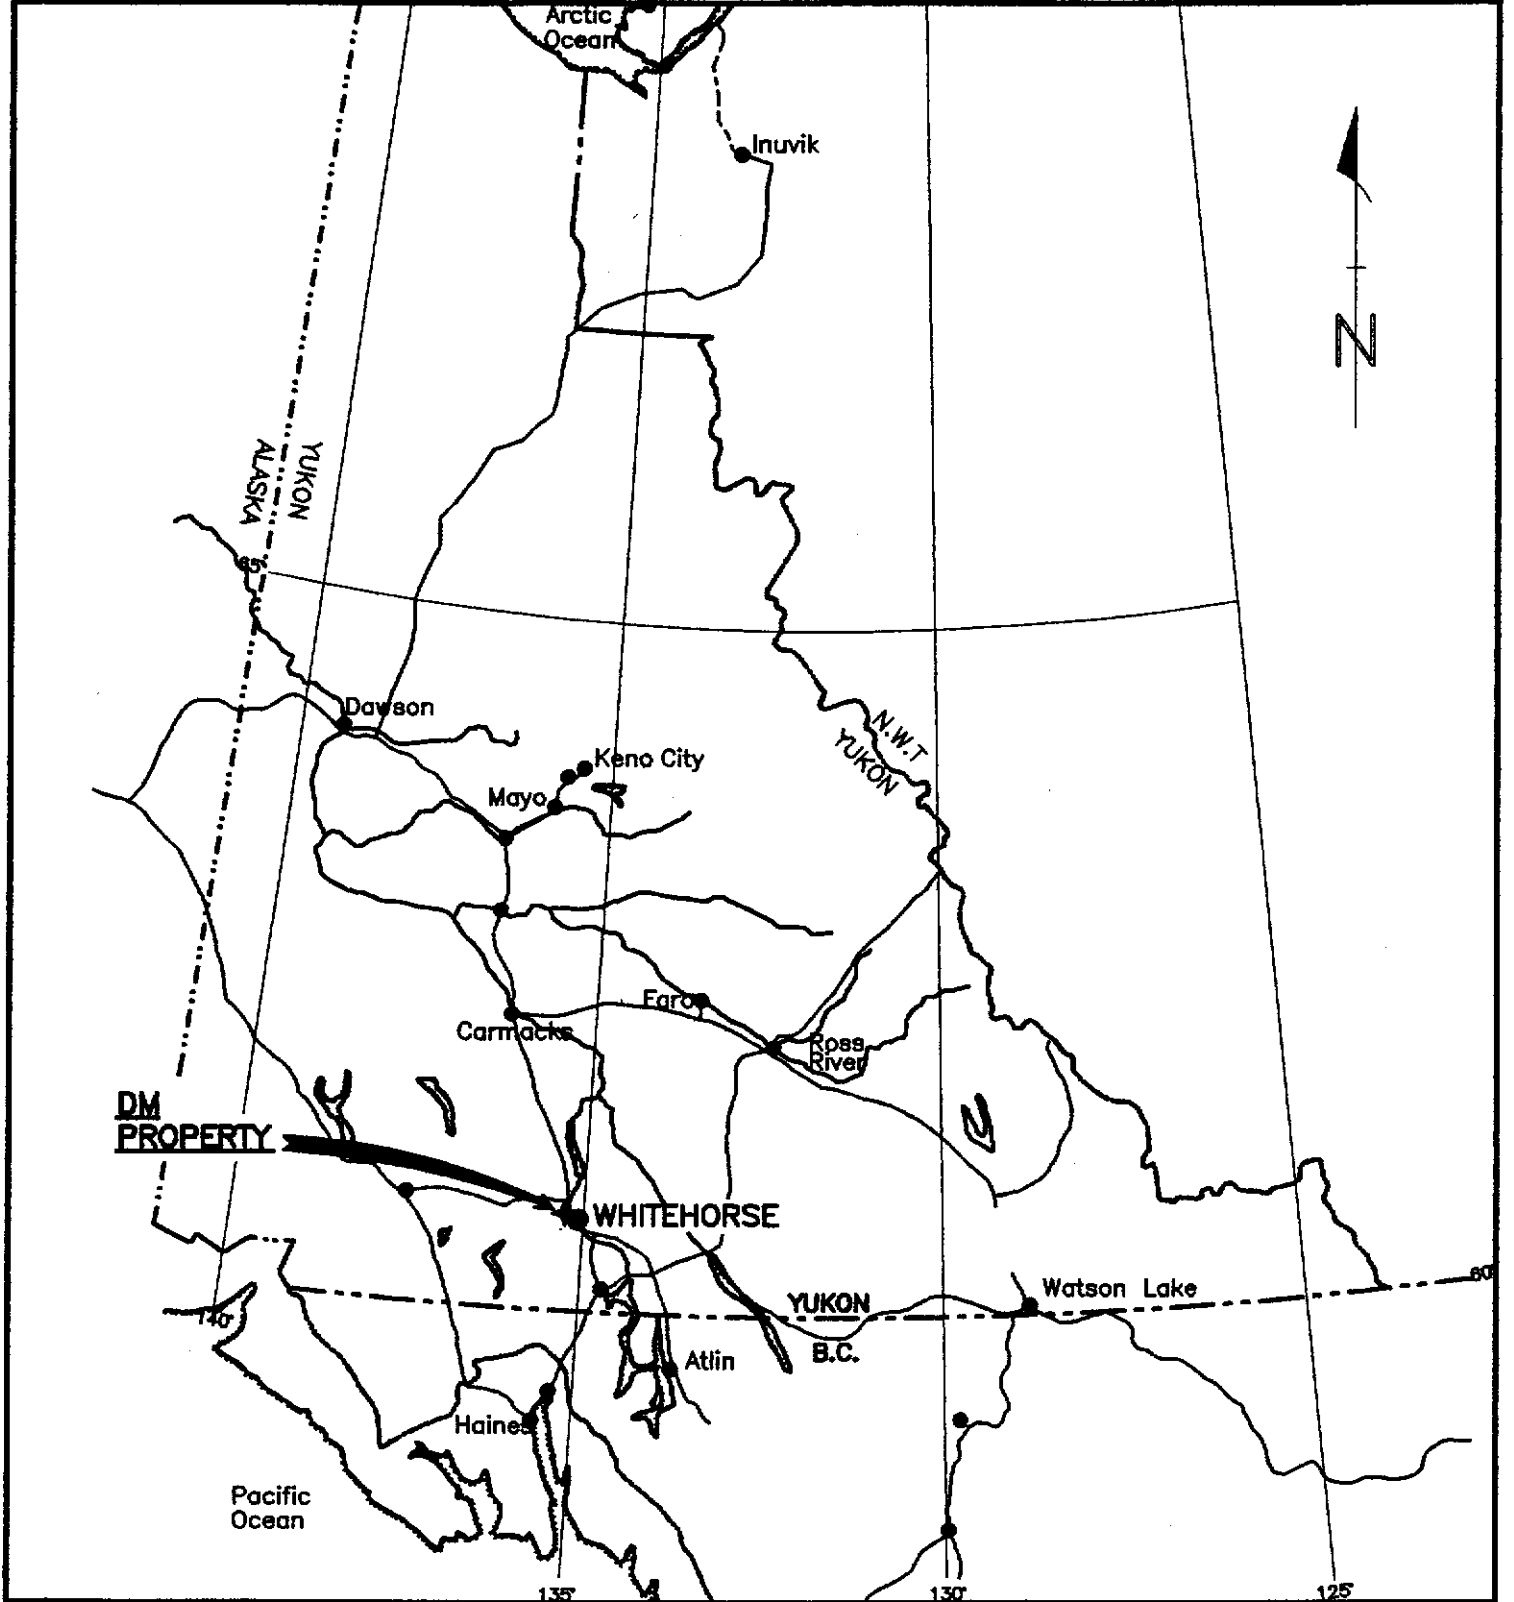 Arctic
Ocean
Inuvik
N
YUKON
ALASKA
65°
Dawson
N.W.T
YUKON
Keno City
Mayo
Faro
Carmacks
Ross
River
DM
PROPERTY
WHITEHORSE
60°
Watson Lake
YUKON
140°
B.C.
Atlin
Haines
Pacific
Ocean
135°
130°
125°